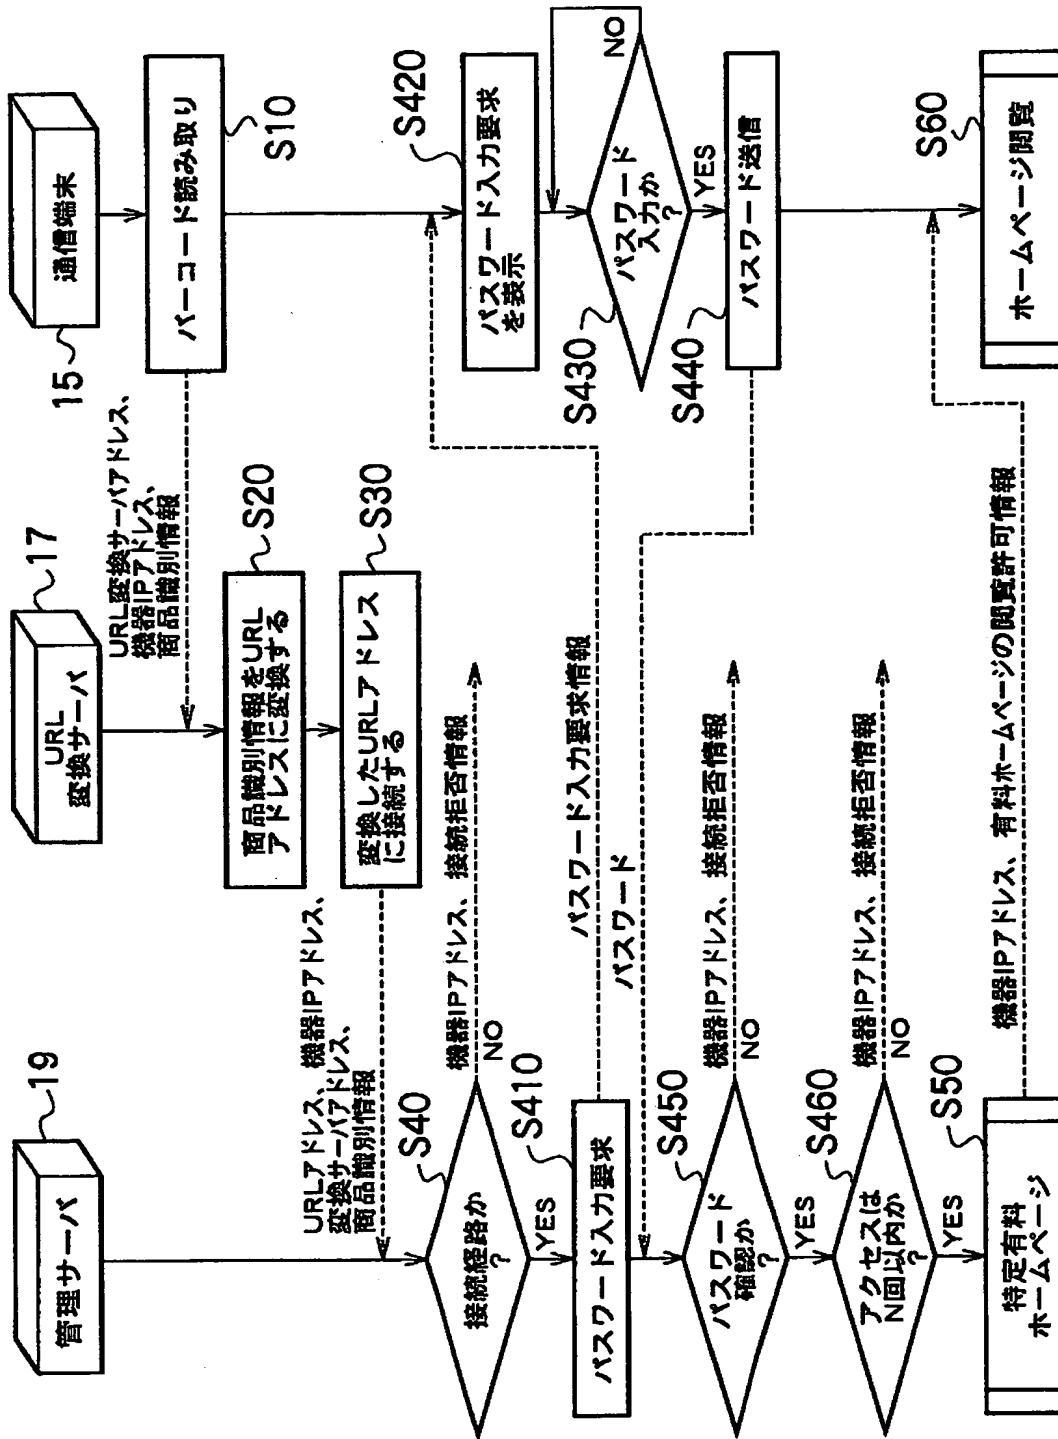 管理サーバ
19
URL
変換サーバ
17
通信端末
15
バーコード読み取り
S10
URL変換サーバアドレス、
機器IPアドレス、
商品識別情報
商品識別情報をURL
アドレスに変換する
S20
変換したURLアドレス
に接続する
S30
URLアドレス、機器IPアドレス、
変換サーバアドレス、
商品識別情報
接続経路か
?
S40
NO
機器IPアドレス、接続拒否情報
YES
パスワード入力要求
S410
パスワード入力要求情報
パスワード入力要求
を表示
S420
パスワード
入力か
?
S430
NO
YES
パスワード送信
S440
パスワード
パスワード
確認か
?
S450
NO
機器IPアドレス、接続拒否情報
YES
アクセスは
N回以内か
?
S460
NO
機器IPアドレス、接続拒否情報
YES
特定有料
ホームページ
S50
機器IPアドレス、有料ホームページの閲覧許可情報
ホームページ閲覧
S60